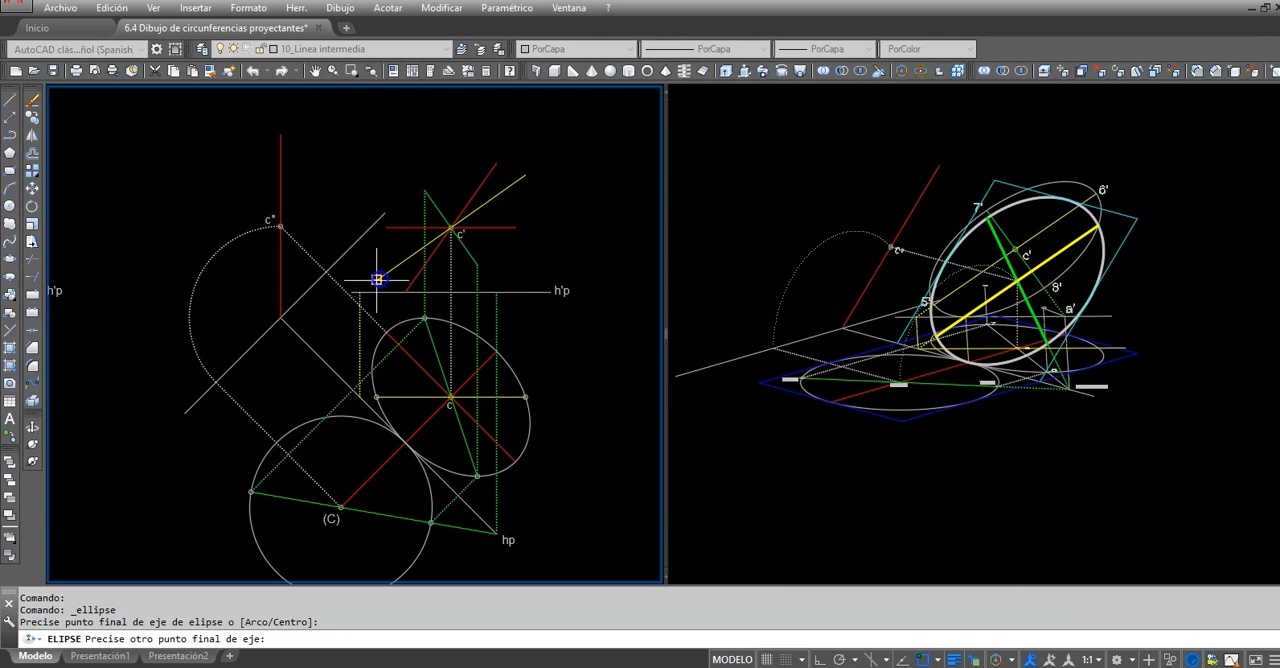 Archivo Edición Ver Insertar Formato Herr. Dibujo Acotar Modificar Paramétrico Ventana ?
Inicio 6.4 Dibujo de circunferencias proyectantes*
AutoCAD clás...ñol (Spanish) 10_Linea intermedia PorCapa PorCapa PorCapa PorColor
c"
c'
h'p
h'p
c
(C)
hp
6'
7'
c"
c'
8'
5'
a'
Comando:
Comando: _ellipse
Precise punto final de eje de elipse o [Arco/Centro]:
ELIPSE Precise otro punto final de eje:
Modelo Presentación1 Presentación2 + MODELO 1:1